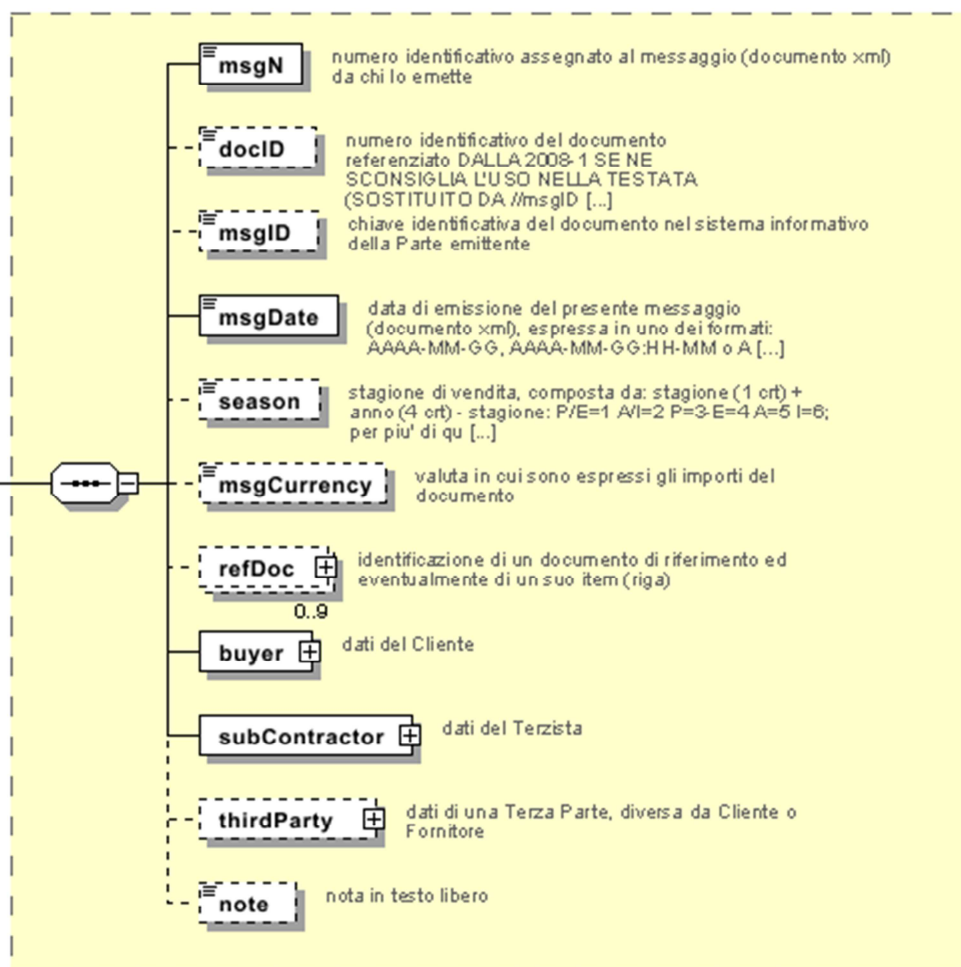 msgN
numero identificativo assegnato al messaggio (documento xml)
da chi lo emette
docID
numero identificativo del documento
referenziato DALLA 2008-1 SE NE
SCONSIGLIA L'USO NELLA TESTATA
(SOSTITUITO DA //msgID [...]
msgID
chiave identificativa del documento nel sistema informativo
della Parte emittente
msgDate
data di emissione del presente messaggio
(documento xml), espressa in uno dei formati:
AAAA-MM-GG, AAAA-MM-GG:HH-MM o A [...]
season
stagione di vendita, composta da: stagione (1 crt) +
anno (4 crt) - stagione: P/E=1 A/I=2 P=3-E=4 A=5 I=6;
per piu' di qu [...]
msgCurrency
valuta in cui sono espressi gli importi del
documento
refDoc
identificazione di un documento di riferimento ed
eventualmente di un suo item (riga)
0..9
buyer
dati del Cliente
subContractor
dati del Terzista
thirdParty
dati di una Terza Parte, diversa da Cliente o
Fornitore
note
nota in testo libero